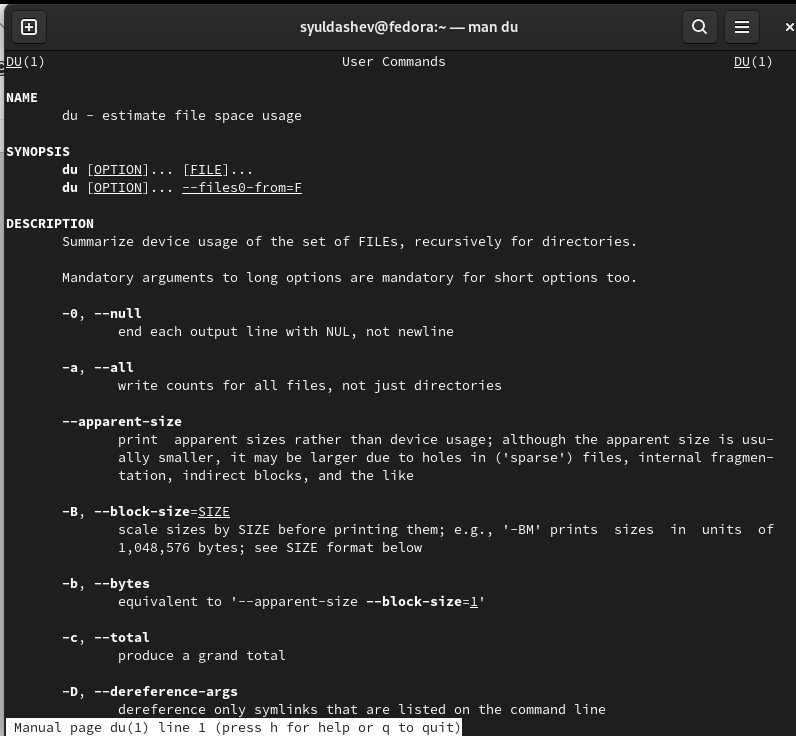 syuldashev@fedora:~ — man du
DU(1) User Commands DU(1)
NAME
du - estimate file space usage
SYNOPSIS
du [OPTION]... [FILE]...
du [OPTION]... --files0-from=F
DESCRIPTION
Summarize device usage of the set of FILEs, recursively for directories.
Mandatory arguments to long options are mandatory for short options too.
-0, --null
end each output line with NUL, not newline
-a, --all
write counts for all files, not just directories
--apparent-size
print apparent sizes rather than device usage; although the apparent size is usu-
ally smaller, it may be larger due to holes in ('sparse') files, internal fragmen-
tation, indirect blocks, and the like
-B, --block-size=SIZE
scale sizes by SIZE before printing them; e.g., '-BM' prints sizes in units of
1,048,576 bytes; see SIZE format below
-b, --bytes
equivalent to '--apparent-size --block-size=1'
-c, --total
produce a grand total
-D, --dereference-args
dereference only symlinks that are listed on the command line
Manual page du(1) line 1 (press h for help or q to quit)